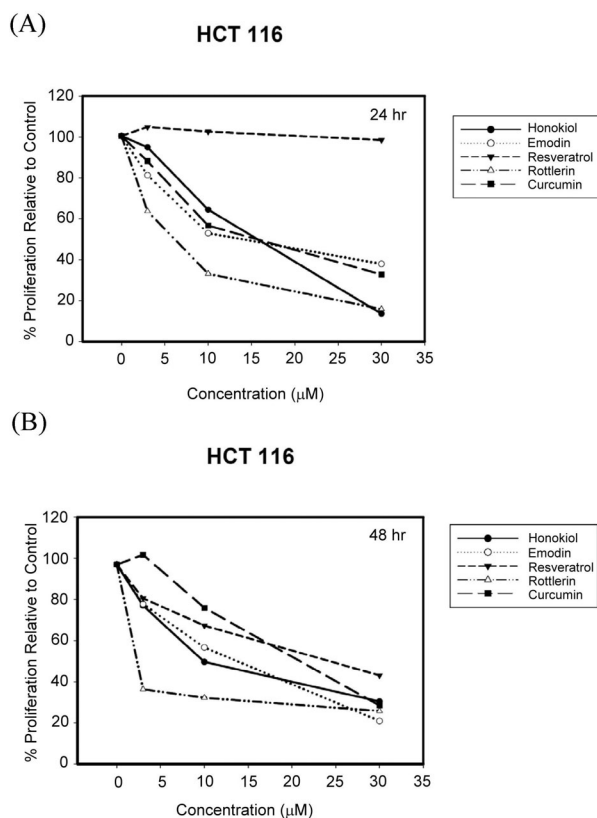 (A)
HCT 116
% Proliferation Relative to Control
120
100
80
60
40
20
0
24 hr
0 5 10 15 20 25 30 35
Concentration (μM)
Honokiol
Emodin
Resveratrol
Rottlerin
Curcumin
(B)
HCT 116
% Proliferation Relative to Control
120
100
80
60
40
20
0
48 hr
0 5 10 15 20 25 30 35
Concentration (μM)
Honokiol
Emodin
Resveratrol
Rottlerin
Curcumin